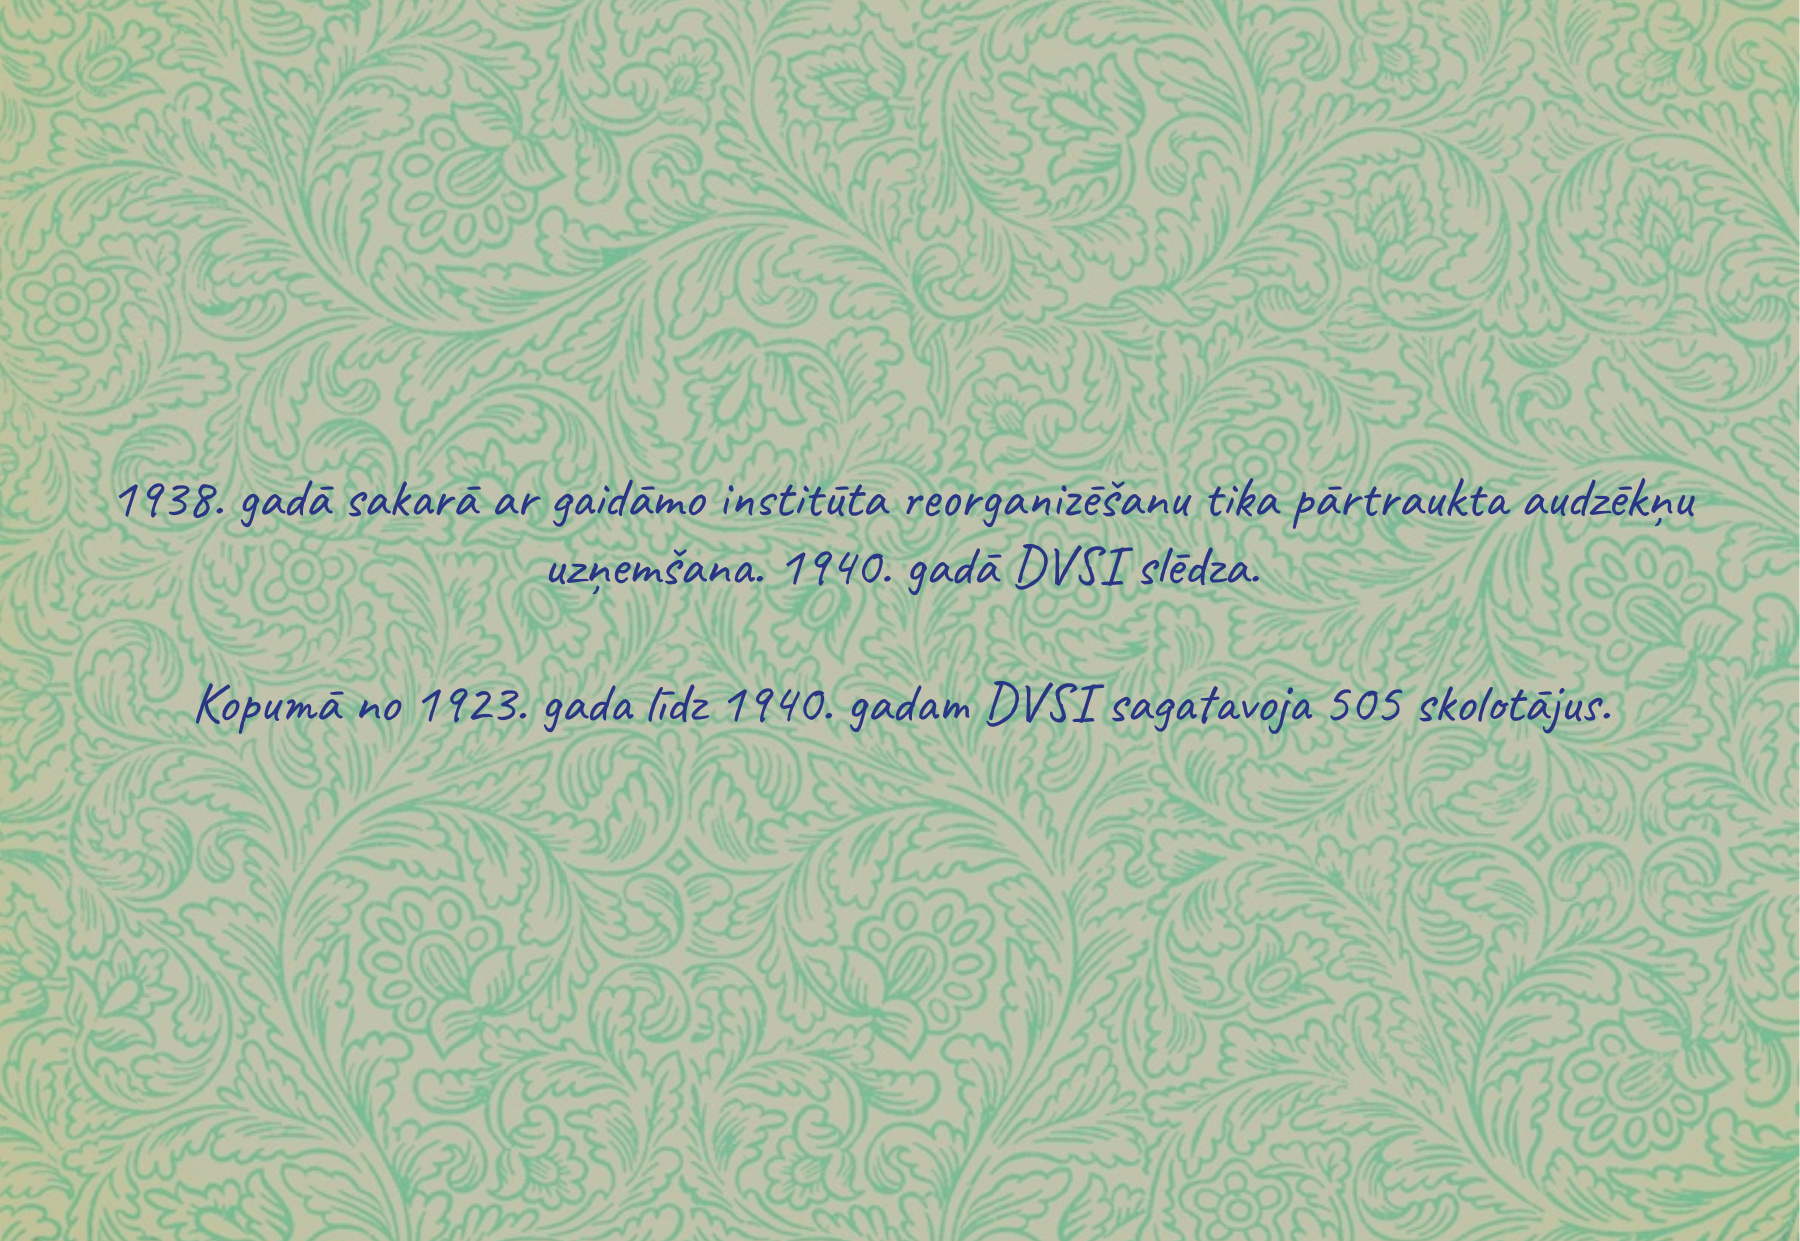 1938. gadā sakarā ar gaidāmo institūta reorganizēšanu tika pārtraukta audzēkņu
uzņemšana. 1940. gadā DVSI slēdza.
Kopumā no 1923. gada līdz 1940. gadam DVSI sagatavoja 505 skolotājus.